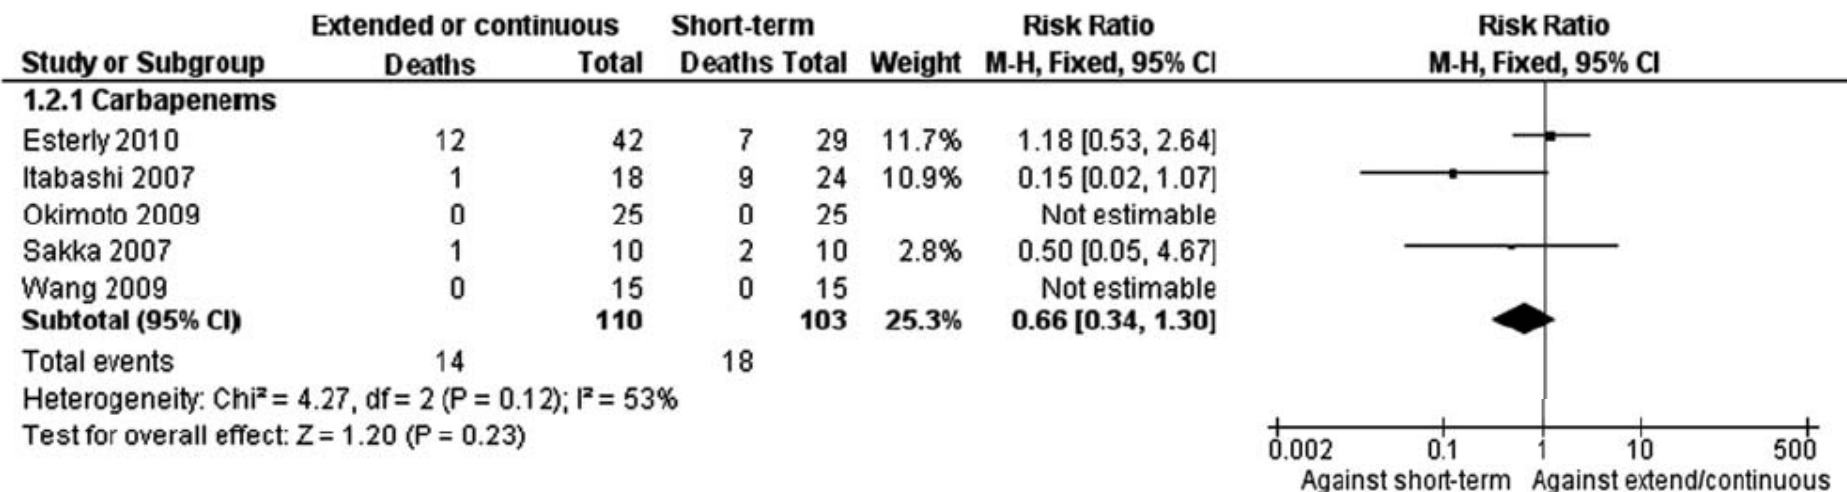 Extended or continuous Short-term Risk Ratio Risk Ratio
Study or Subgroup Deaths Total Deaths Total Weight M-H, Fixed, 95% CI M-H, Fixed, 95% CI
1.2.1 Carbapenems
Esterly 2010 12 42 7 29 11.7% 1.18 [0.53, 2.64]
Itabashi 2007 1 18 9 24 10.9% 0.15 [0.02, 1.07]
Okimoto 2009 0 25 0 25 Not estimable
Sakka 2007 1 10 2 10 2.8% 0.50 [0.05, 4.67]
Wang 2009 0 15 0 15 Not estimable
Subtotal (95% CI) 110 103 25.3% 0.66 [0.34, 1.30]
Total events 14 18
Heterogeneity: Chi² = 4.27, df = 2 (P = 0.12); I² = 53%
Test for overall effect: Z = 1.20 (P = 0.23)
0.002 0.1 1 10 500
Against short-term Against extend/continuous